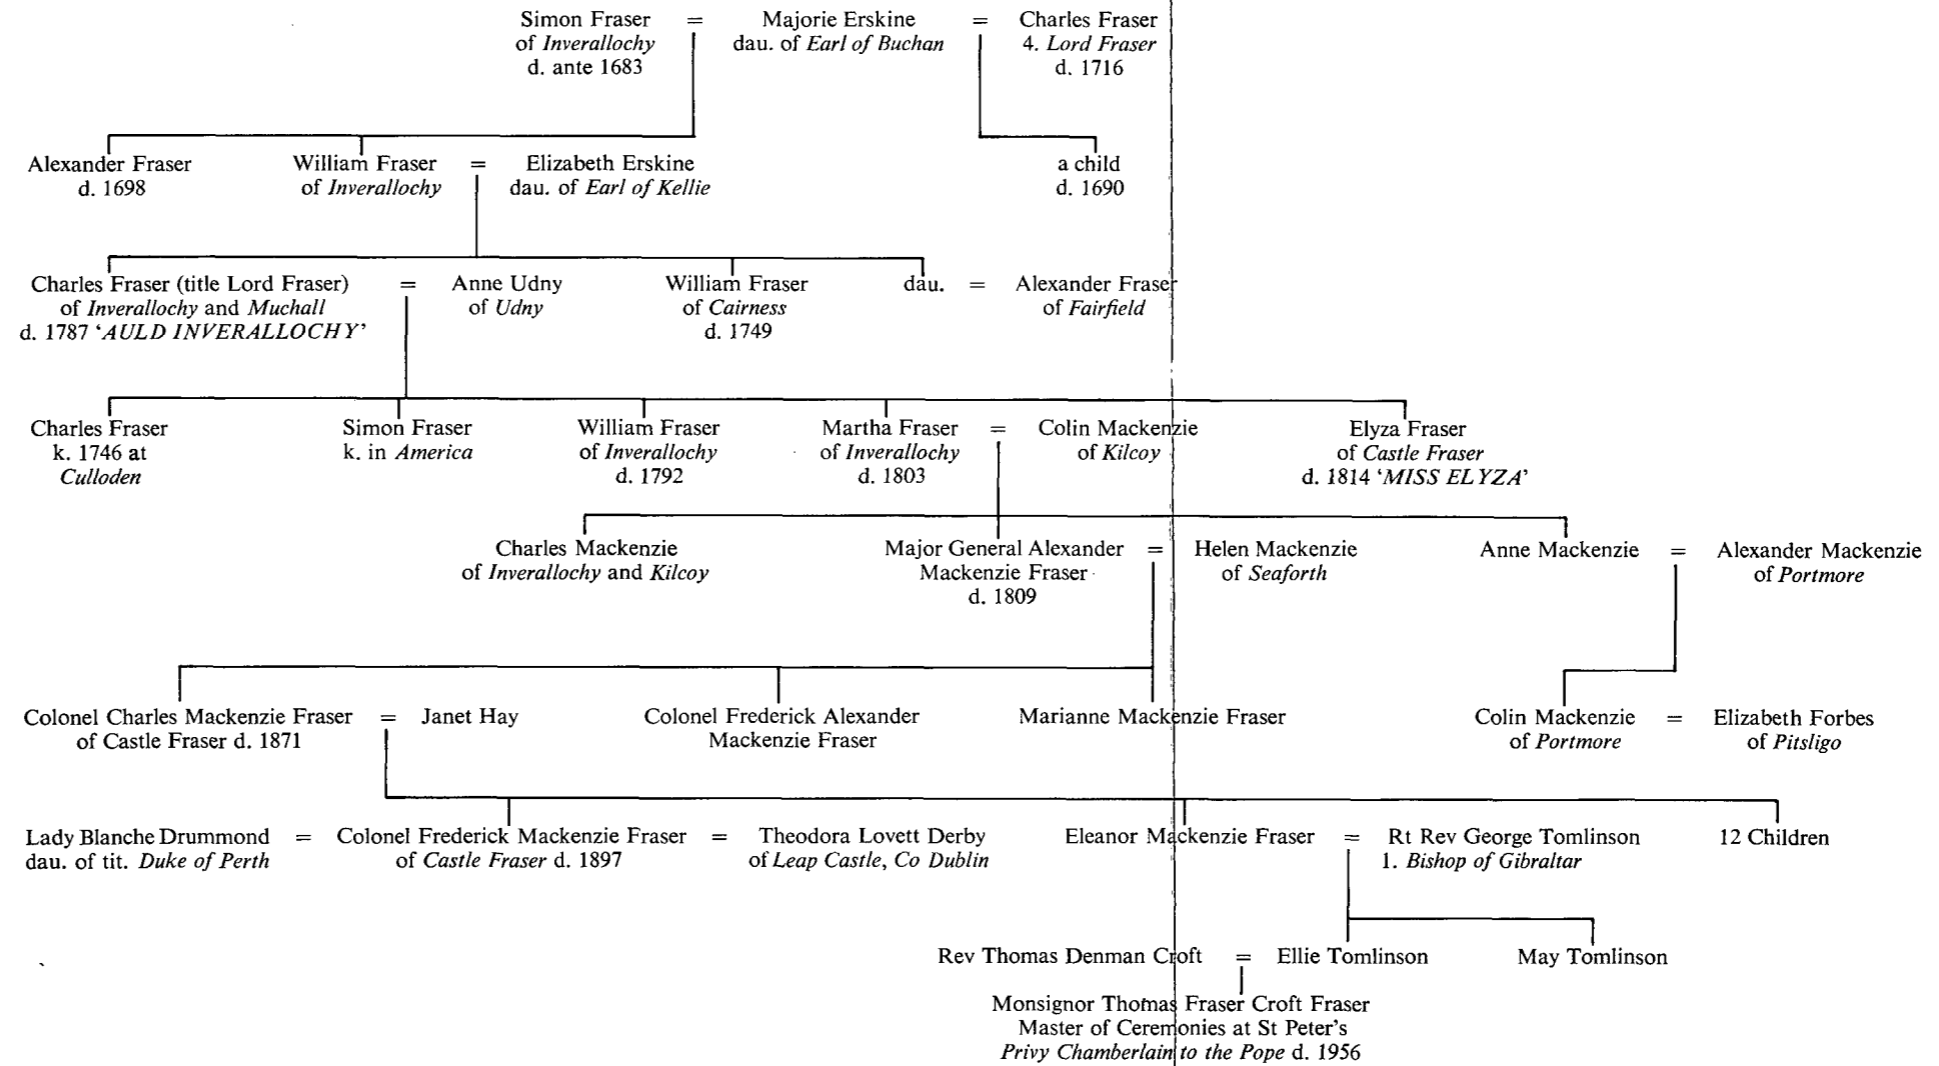 Simon Fraser = Majorie Erskine = Charles Fraser
of Inverallochy dau. of Earl of Buchan 4. Lord Fraser
d. ante 1683 d. 1716
Alexander Fraser William Fraser = Elizabeth Erskine a child
d. 1698 of Inverallochy dau. of Earl of Kellie d. 1690
Charles Fraser (title Lord Fraser) = Anne Udny William Fraser dau. = Alexander Fraser
of Inverallochy and Muchall of Udny of Cairness of Fairfield
d. 1787 ‘AULD INVERALLOCHY’ d. 1749
Charles Fraser Simon Fraser William Fraser Martha Fraser = Colin Mackenzie Elyza Fraser
k. 1746 at k. in America of Inverallochy of Inverallochy of Kilcoy of Castle Fraser
Culloden d. 1792 d. 1803 d. 1814 ‘MISS ELYZA’
Charles Mackenzie Major General Alexander = Helen Mackenzie Anne Mackenzie = Alexander Mackenzie
of Inverallochy and Kilcoy Mackenzie Fraser of Seaforth of Portmore
d. 1809
Colonel Charles Mackenzie Fraser = Janet Hay Colonel Frederick Alexander Marianne Mackenzie Fraser Colin Mackenzie = Elizabeth Forbes
of Castle Fraser d. 1871 Mackenzie Fraser of Portmore of Pitsligo
Lady Blanche Drummond = Colonel Frederick Mackenzie Fraser = Theodora Lovett Derby Eleanor Mackenzie Fraser = Rt Rev George Tomlinson 12 Children
dau. of tit. Duke of Perth of Castle Fraser d. 1897 of Leap Castle, Co Dublin 1. Bishop of Gibraltar
Rev Thomas Denman Croft = Ellie Tomlinson May Tomlinson
Monsignor Thomas Fraser Croft Fraser
Master of Ceremonies at St Peter's
Privy Chamberlain to the Pope d. 1956